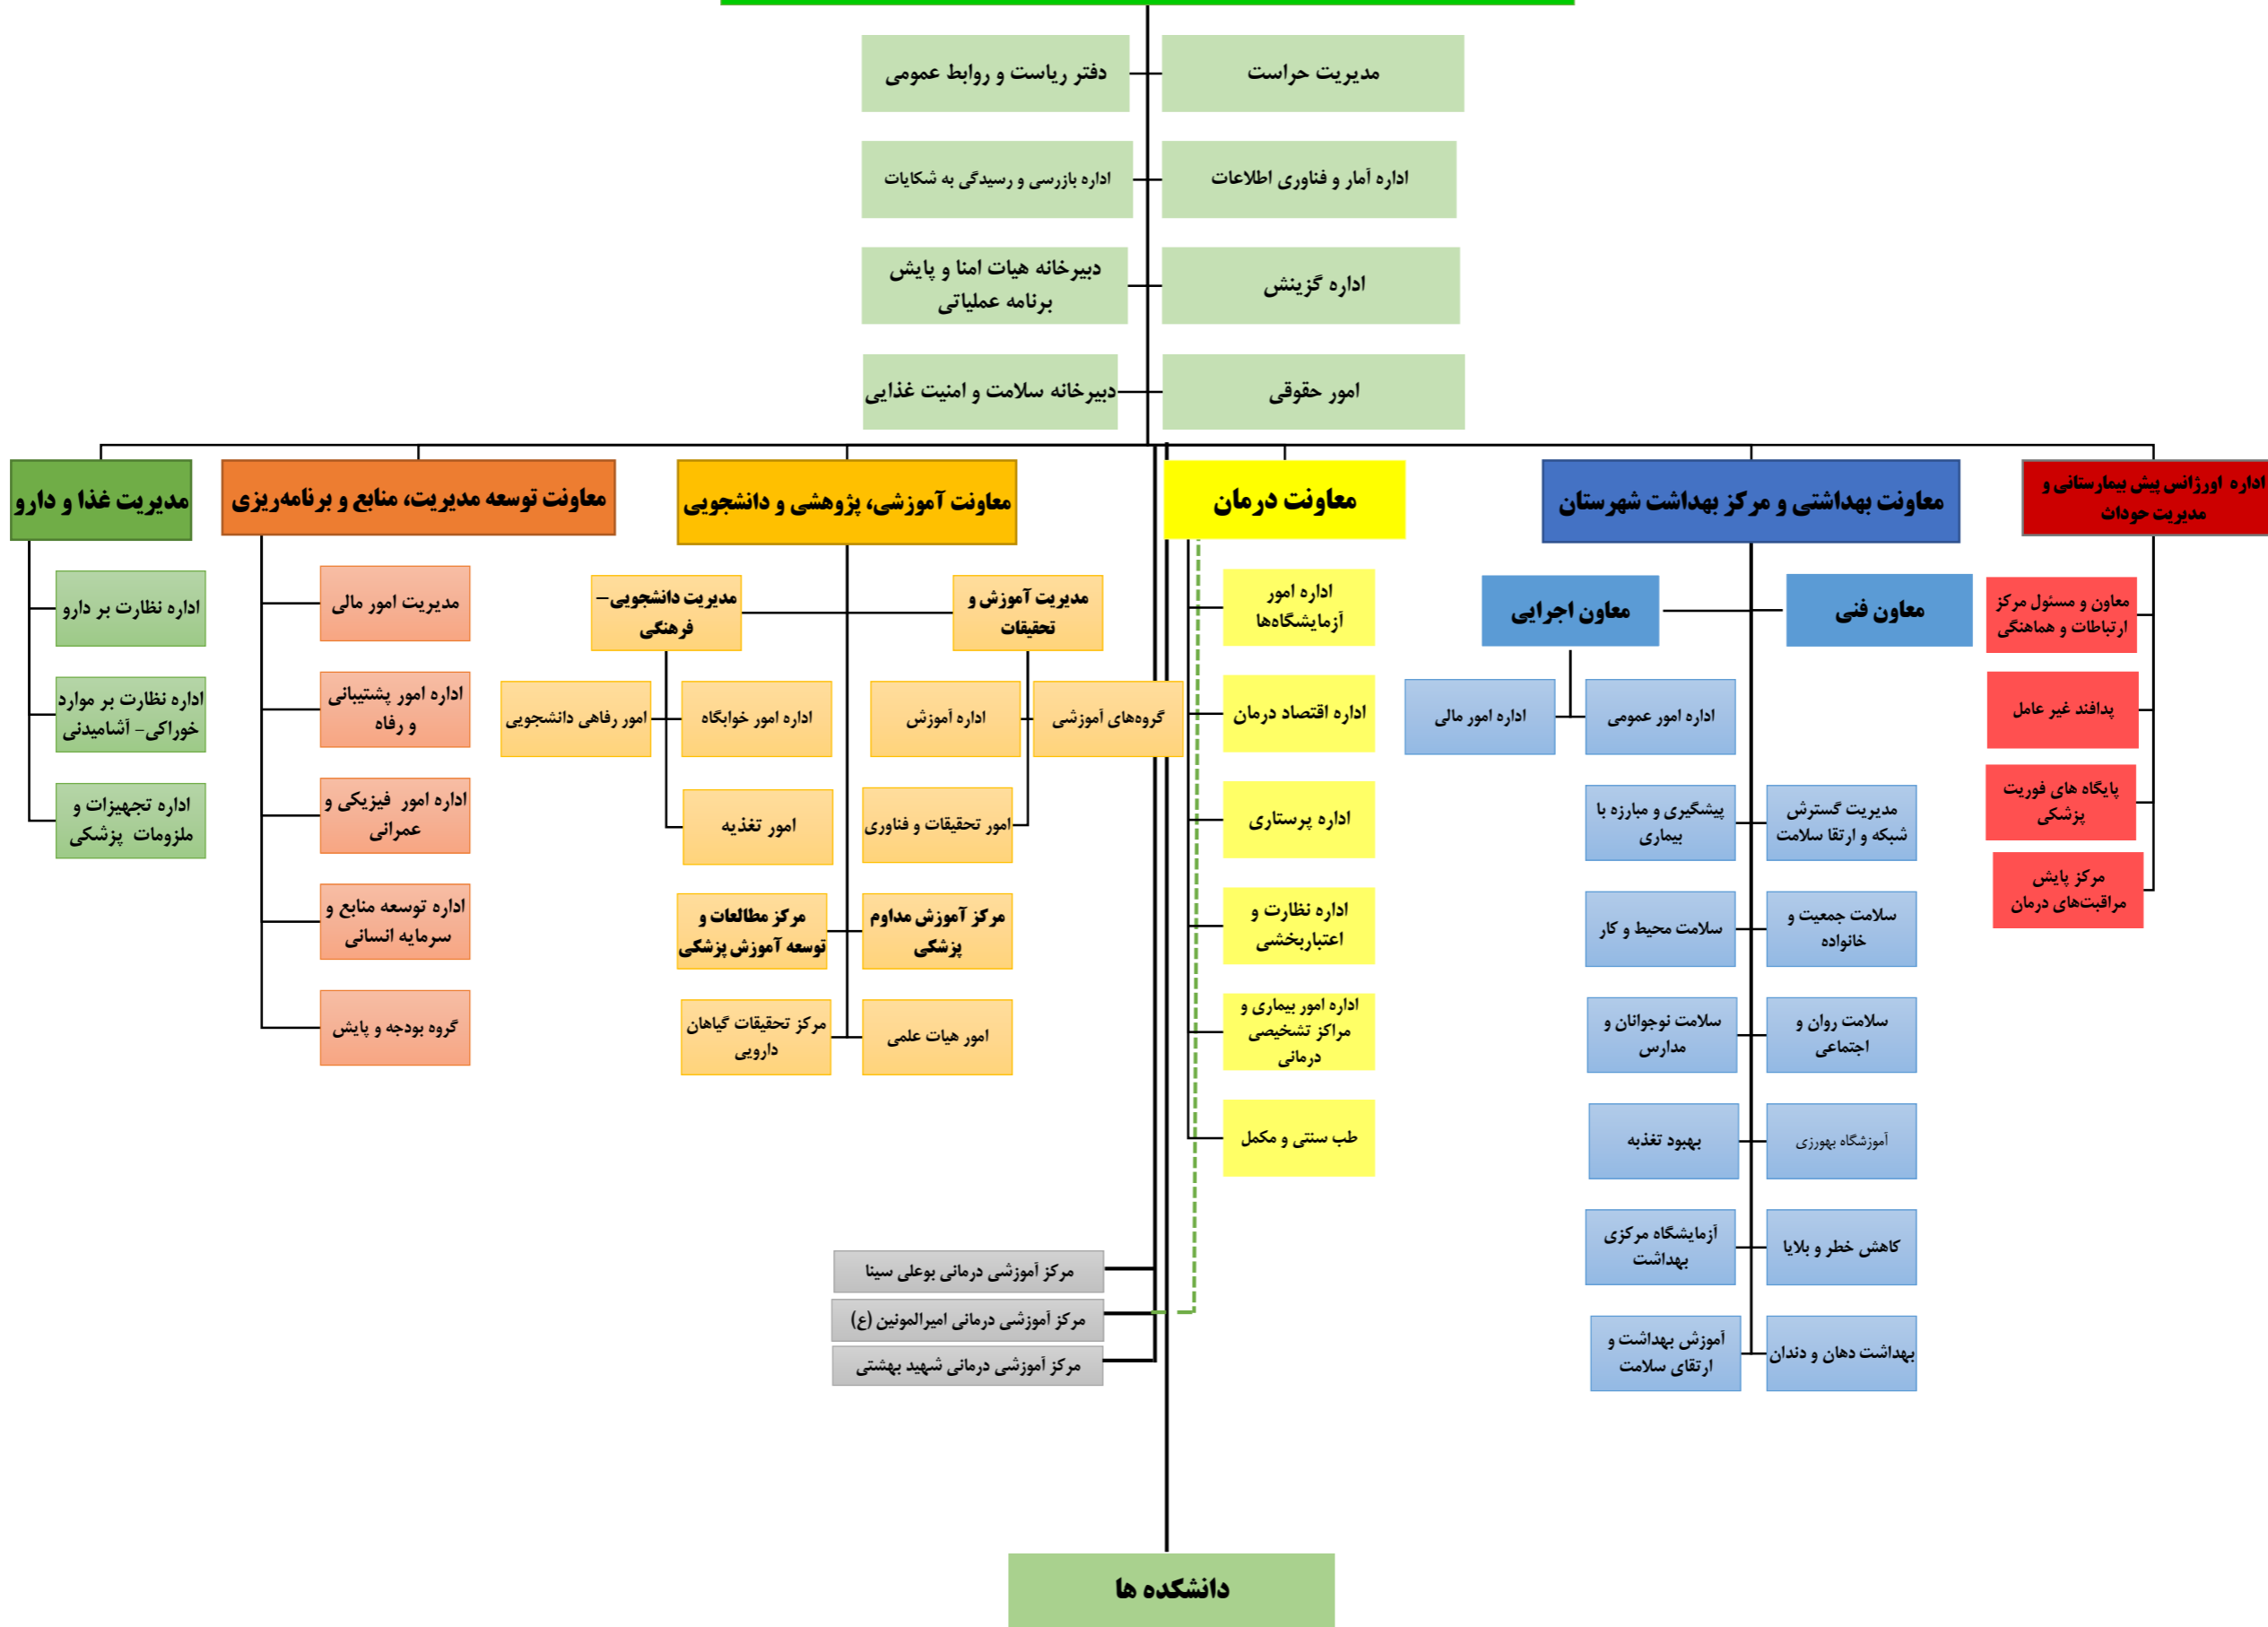 مدیریت حراست
دفتر ریاست و روابط عمومی
اداره آمار و فناوری اطلاعات
اداره بازرسی و رسیدگی به شکایات
اداره گزینش
دبیرخانه هیات امنا و پایش
برنامه عملیاتی
امور حقوقی
دبیرخانه سلامت و امنیت غذایی
اداره اورژانس پیش بیمارستانی و
مدیریت حوداث
معاون و مسئول مرکز
ارتباطات و هماهنگی
پدافند غیر عامل
پایگاه های فوریت
پزشکی
مرکز پایش
مراقبت‌های درمان
معاونت بهداشتی و مرکز بهداشت شهرستان
معاون فنی
معاون اجرایی
اداره امور عمومی
اداره امور مالی
مدیریت گسترش
شبکه و ارتقا سلامت
پیشگیری و مبارزه با
بیماری
سلامت جمعیت و
خانواده
سلامت محیط و کار
سلامت روان و
اجتماعی
سلامت نوجوانان و
مدارس
آموزشگاه بهورزی
بهبود تغذبه
کاهش خطر و بلایا
آزمایشگاه مرکزی
بهداشت
بهداشت دهان و دندان
آموزش بهداشت و
ارتقای سلامت
معاونت درمان
اداره امور
آزمایشگاه‌ها
اداره اقتصاد درمان
اداره پرستاری
اداره نظارت و
اعتباربخشی
اداره امور بیماری و
مراکز تشخیصی
درمانی
طب سنتی و مکمل
معاونت آموزشی، پژوهشی و دانشجویی
مدیریت آموزش و
تحقیقات
مدیریت دانشجویی–
فرهنگی
گروه‌های آموزشی
اداره آموزش
اداره امور خوابگاه
امور رفاهی دانشجویی
امور تحقیقات و فناوری
امور تغذیه
مرکز آموزش مداوم
پزشکی
مرکز مطالعات و
توسعه آموزش پزشکی
امور هیات علمی
مرکز تحقیقات گیاهان
دارویی
معاونت توسعه مدیریت، منابع و برنامه‌ریزی
مدیریت امور مالی
اداره امور پشتیبانی
و رفاه
اداره امور فیزیکی و
عمرانی
اداره توسعه منابع و
سرمایه انسانی
گروه بودجه و پایش
مدیریت غذا و دارو
اداره نظارت بر دارو
اداره نظارت بر موارد
خوراکی- آشامیدنی
اداره تجهیزات و
ملزومات پزشکی
مرکز آموزشی درمانی بوعلی سینا
مرکز آموزشی درمانی امیرالمونین (ع)
مرکز آموزشی درمانی شهید بهشتی
دانشکده ها